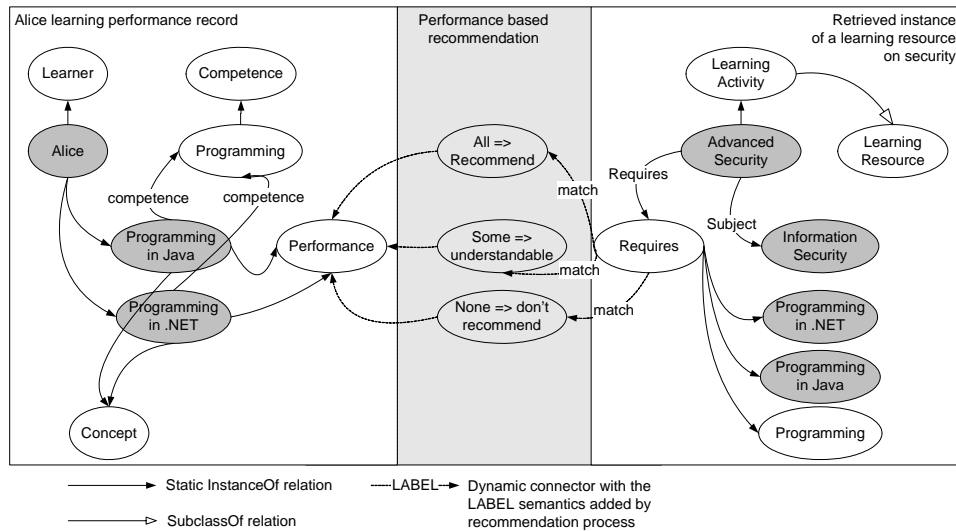 Alice learning performance record
Performance based
recommendation
Retrieved instance
of a learning resource
on security
Learner
Competence
Learning
Activity
Alice
Programming
All =>
Recommend
Advanced
Security
Learning
Resource
competence
competence
match
Requires
Subject
Programming
in Java
Performance
Some =>
understandable
match
Requires
Information
Security
Programming
in .NET
None => don't
recommend
match
Programming
in .NET
Programming
in Java
Concept
Programming
Static InstanceOf relation
LABEL
Dynamic connector with the
LABEL semantics added by
recommendation process
SubclassOf relation